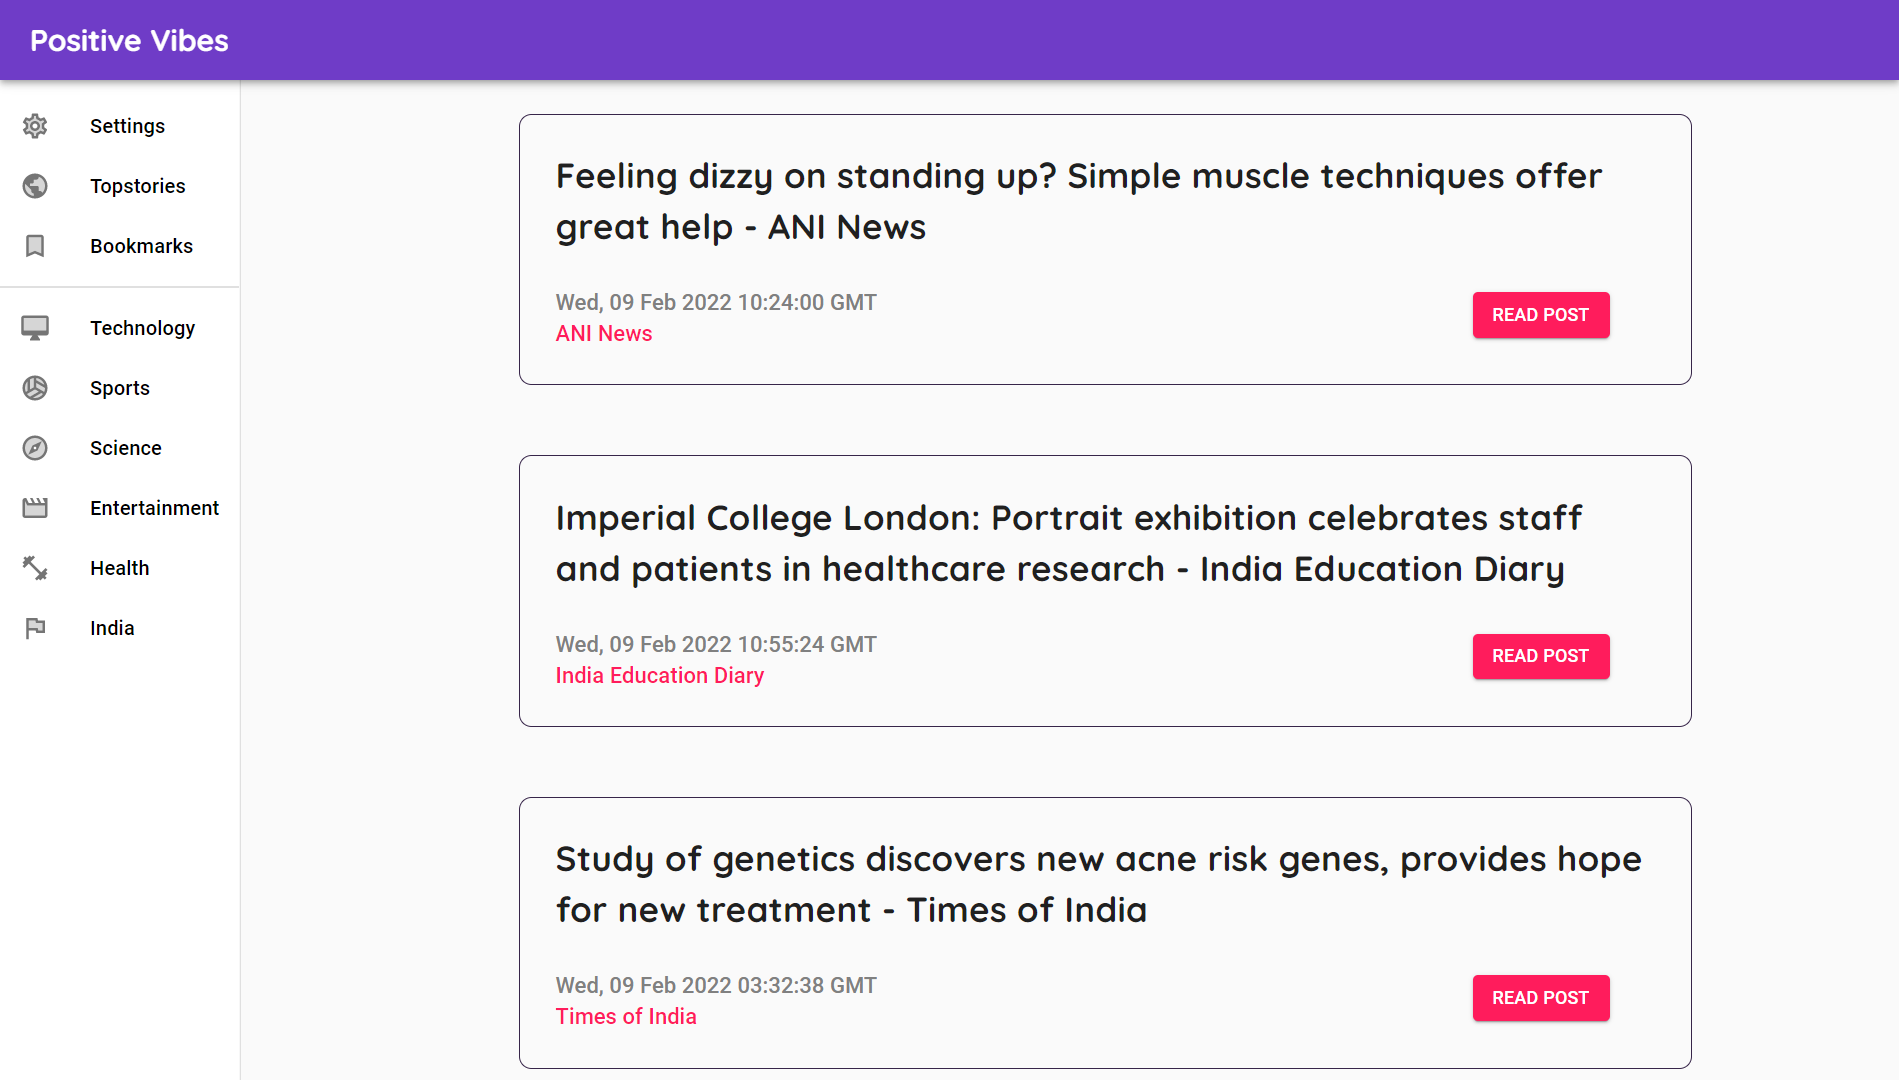 Positive Vibes
Settings
Topstories
Bookmarks
Technology
Sports
Science
Entertainment
Health
India
Feeling dizzy on standing up? Simple muscle techniques offer
great help - ANI News
Wed, 09 Feb 2022 10:24:00 GMT
ANI News
READ POST
Imperial College London: Portrait exhibition celebrates staff
and patients in healthcare research - India Education Diary
Wed, 09 Feb 2022 10:55:24 GMT
India Education Diary
READ POST
Study of genetics discovers new acne risk genes, provides hope
for new treatment - Times of India
Wed, 09 Feb 2022 03:32:38 GMT
Times of India
READ POST